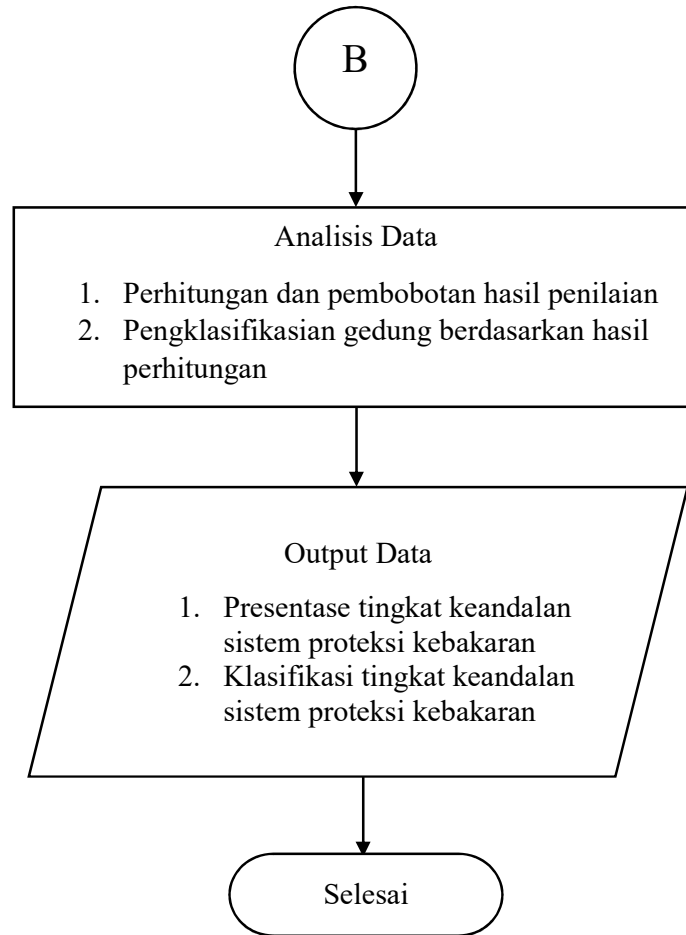 B
Analisis Data
1. Perhitungan dan pembobotan hasil penilaian
2. Pengklasifikasian gedung berdasarkan hasil
perhitungan
Output Data
1. Presentase tingkat keandalan
sistem proteksi kebakaran
2. Klasifikasi tingkat keandalan
sistem proteksi kebakaran
Selesai